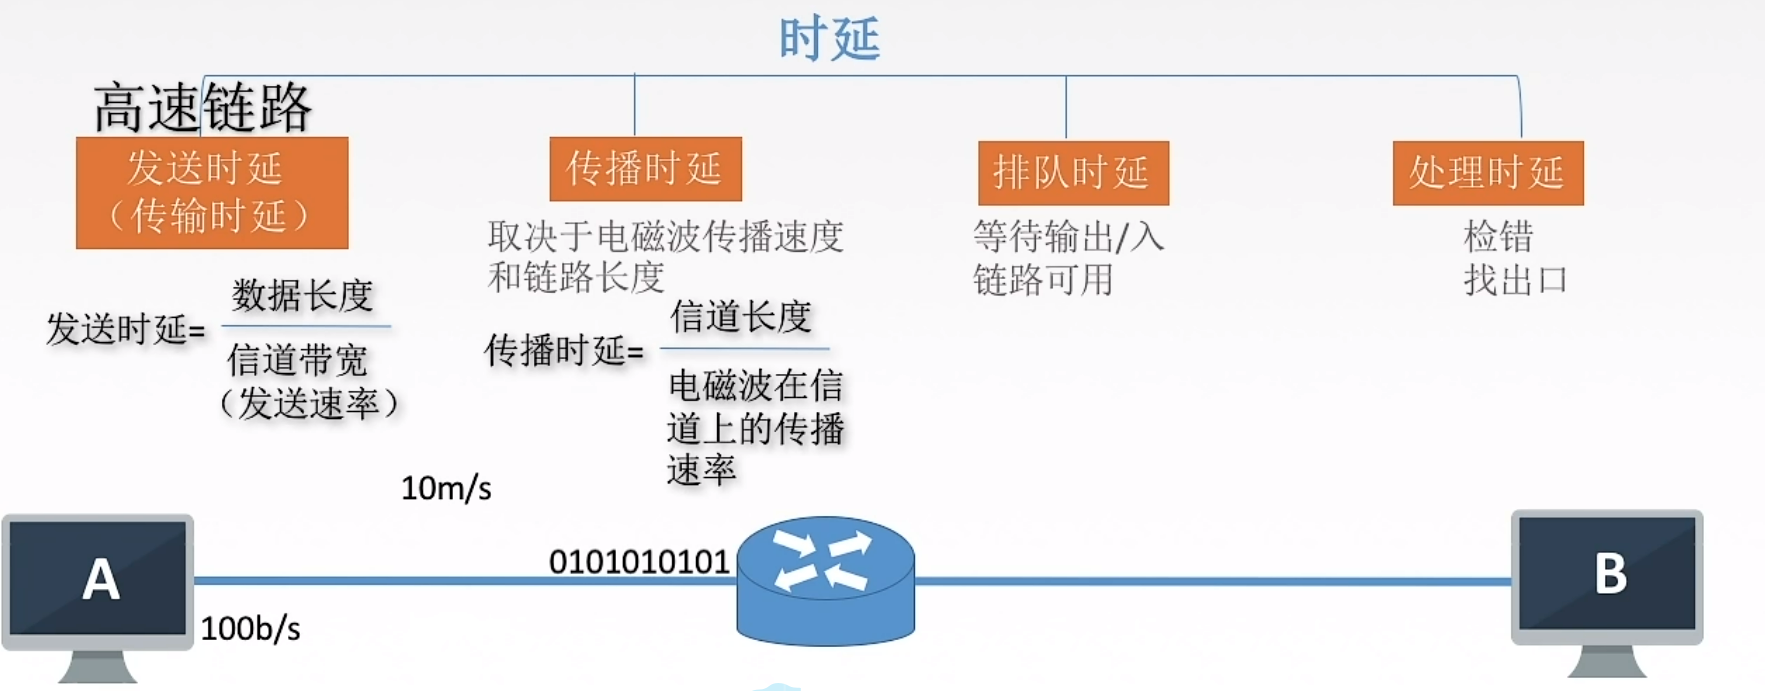 时延
高速链路
发送时延
（传输时延）
传播时延
排队时延
处理时延
取决于电磁波传播速度
和链路长度
等待输出/入
链路可用
检错
找出口
发送时延=
数据长度
信道带宽
（发送速率）
传播时延=
信道长度
电磁波在信
道上的传播
速率
10m/s
0101010101
A
B
100b/s